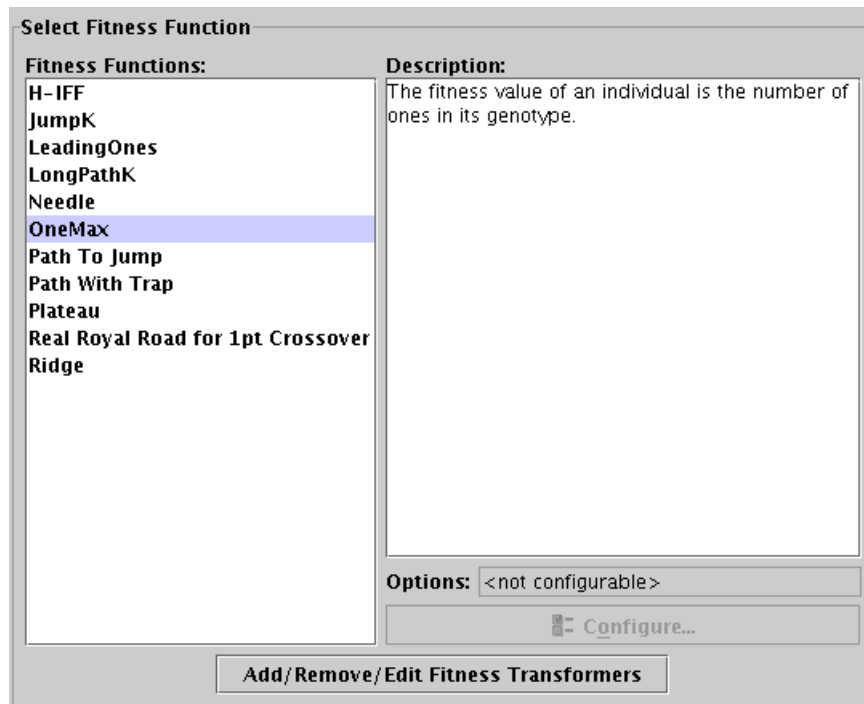 Select Fitness Function
Fitness Functions:
H-IFF
JumpK
LeadingOnes
LongPathK
Needle
OneMax
Path To Jump
Path With Trap
Plateau
Real Royal Road for 1pt Crossover
Ridge
Description:
The fitness value of an individual is the number of
ones in its genotype.
Options: <not configurable>
Configure...
Add/Remove/Edit Fitness Transformers